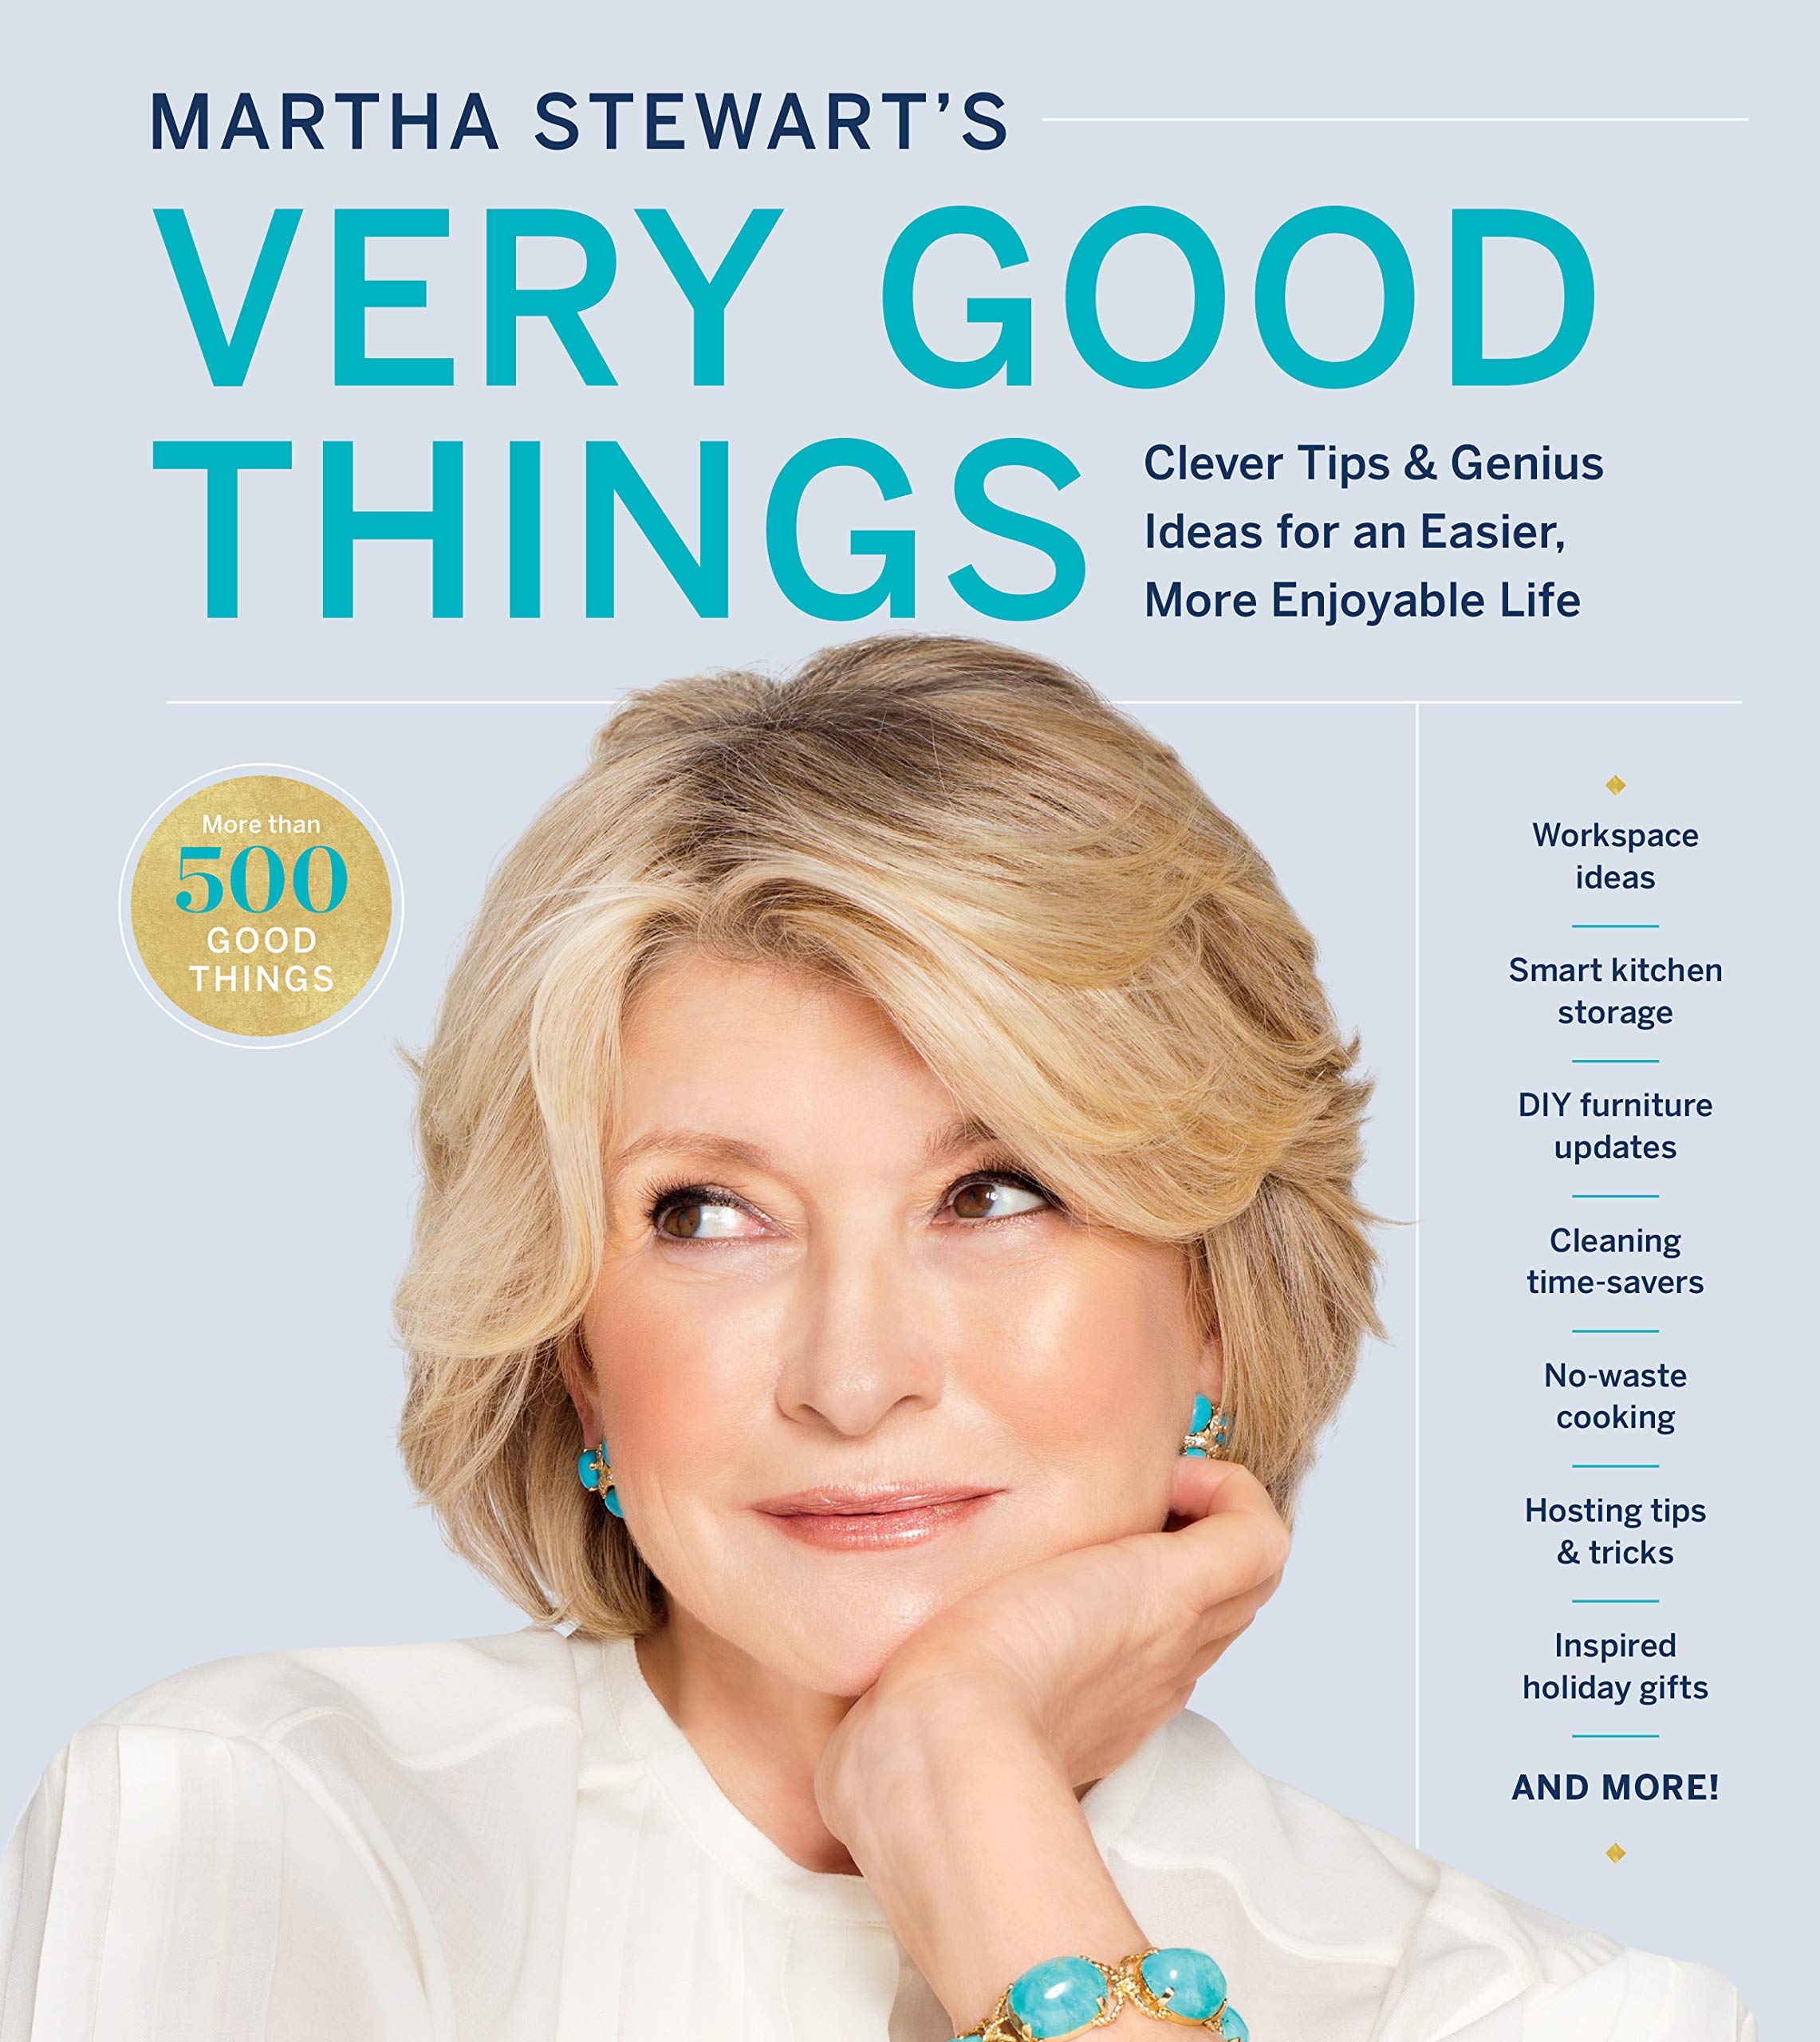 MARTHA STEWART'S
VERY GOOD
THINGS
Clever Tips & Genius
Ideas for an Easier,
More Enjoyable Life
More than
500
GOOD
THINGS
Workspace
ideas
Smart kitchen
storage
DIY furniture
updates
Cleaning
time-savers
No-waste
cooking
Hosting tips
& tricks
Inspired
holiday gifts
AND MORE!